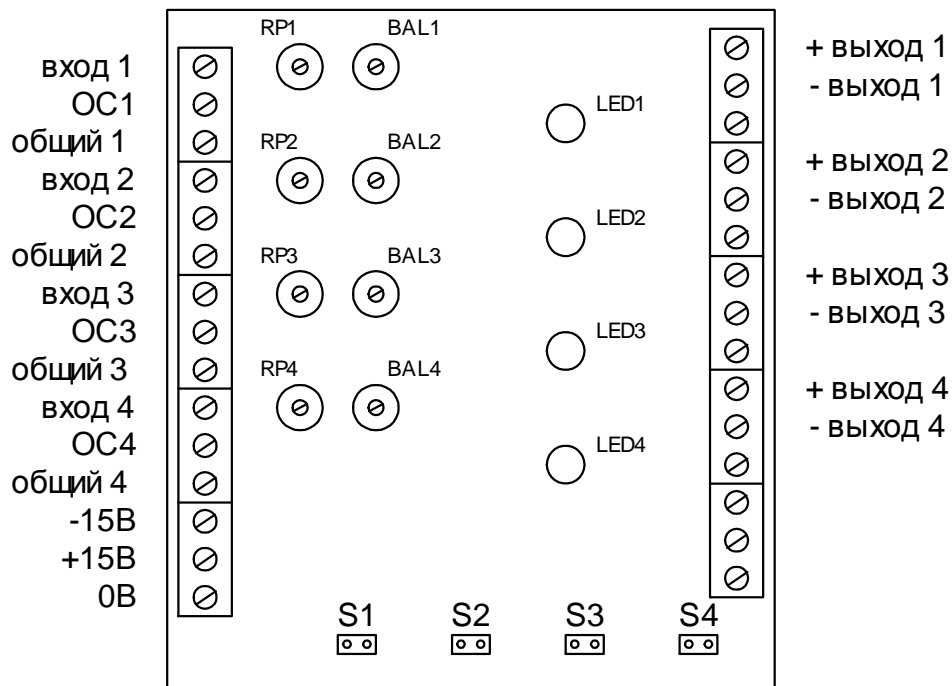 RP1 BAL1
вход 1
ОС1
общий 1
LED1
+ выход 1
- выход 1
RP2 BAL2
вход 2
ОС2
общий 2
LED2
+ выход 2
- выход 2
RP3 BAL3
вход 3
ОС3
общий 3
LED3
+ выход 3
- выход 3
RP4 BAL4
вход 4
ОС4
общий 4
LED4
+ выход 4
- выход 4
-15В
+15В
0В
S1 S2 S3 S4